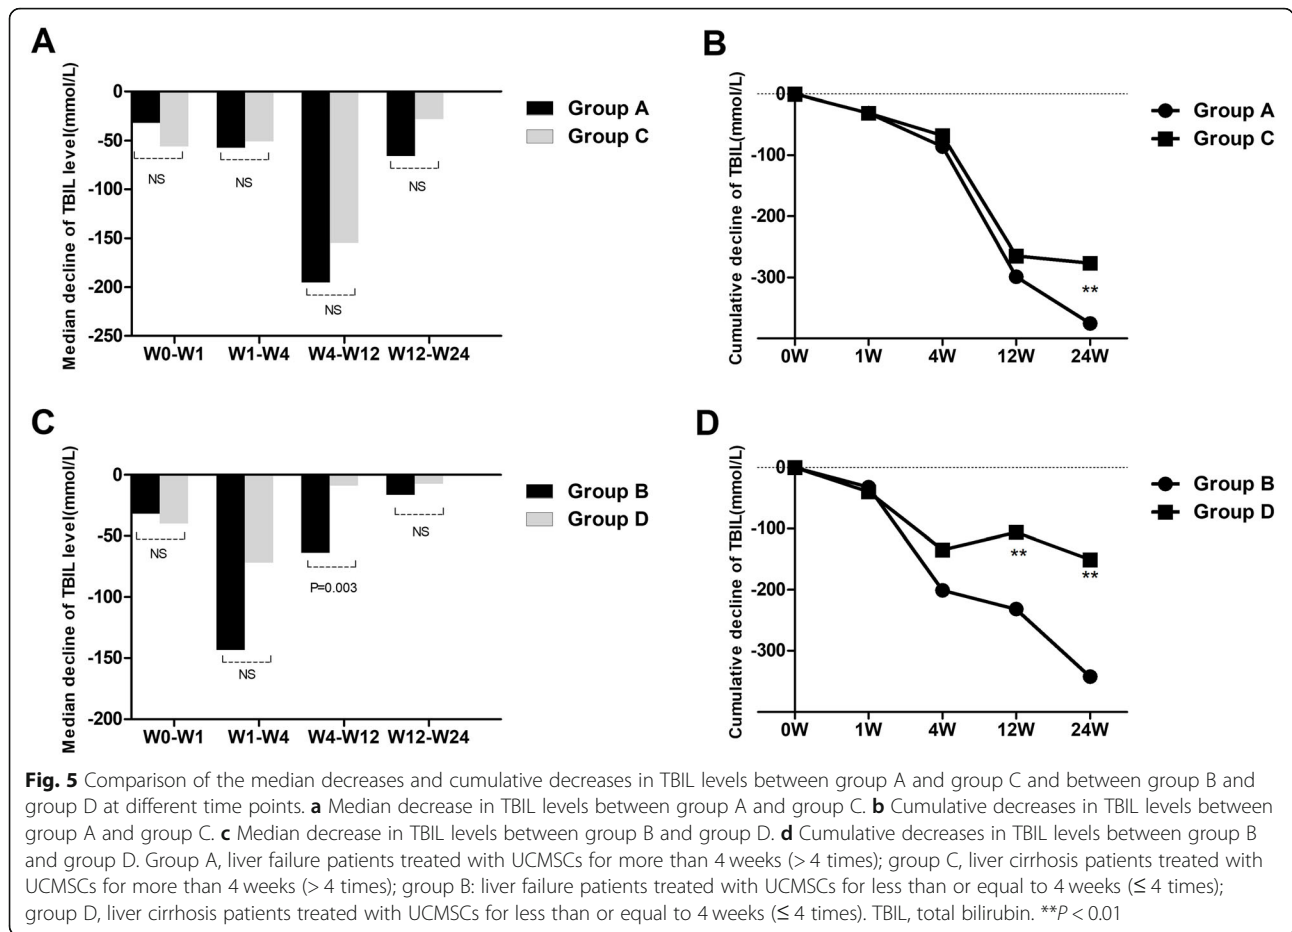 A
Median decline of TBIL level(mmol/L)
0
-50
-100
-150
-200
-250
NS
NS
NS
NS
W0-W1
W1-W4
W4-W12
W12-W24
Group A
Group C
B
Cumulative decline of TBIL(mmol/L)
0
-100
-200
-300
**
0W
1W
4W
12W
24W
Group A
Group C
C
Median decline of TBIL level(mmol/L)
0
-50
-100
-150
-200
NS
NS
P=0.003
NS
W0-W1
W1-W4
W4-W12
W12-W24
Group B
Group D
D
Cumulative decline of TBIL(mmol/L)
0
-100
-200
-300
**
**
0W
1W
4W
12W
24W
Group B
Group D
Fig. 5 Comparison of the median decreases and cumulative decreases in TBIL levels between group A and group C and between group B and
group D at different time points. a Median decrease in TBIL levels between group A and group C. b Cumulative decreases in TBIL levels between
group A and group C. c Median decrease in TBIL levels between group B and group D. d Cumulative decreases in TBIL levels between group B
and group D. Group A, liver failure patients treated with UCMSCs for more than 4 weeks (> 4 times); group C, liver cirrhosis patients treated with
UCMSCs for more than 4 weeks (> 4 times); group B: liver failure patients treated with UCMSCs for less than or equal to 4 weeks (≤ 4 times);
group D, liver cirrhosis patients treated with UCMSCs for less than or equal to 4 weeks (≤ 4 times). TBIL, total bilirubin. **P < 0.01